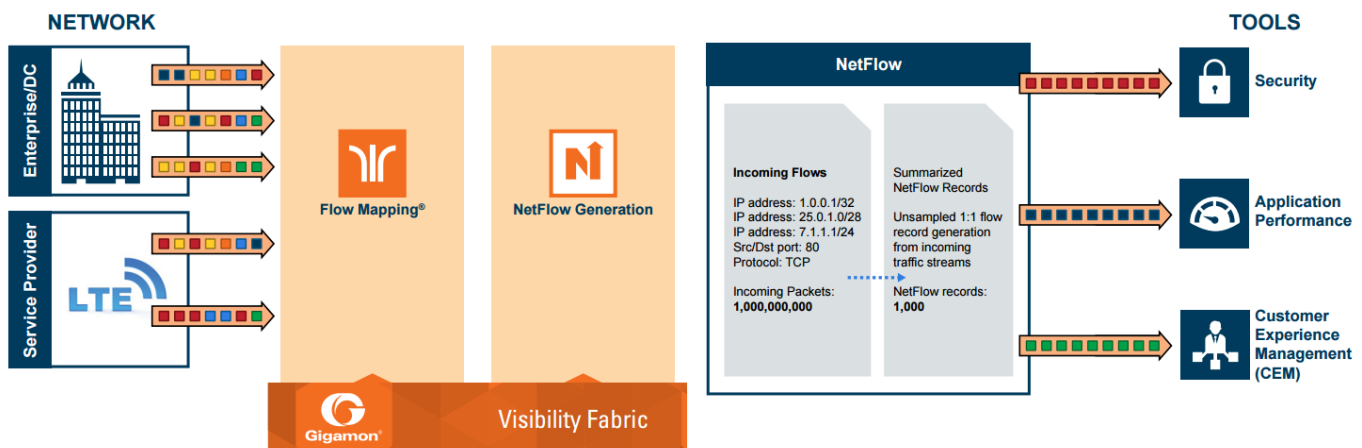 NETWORK
Enterprise/DC
Service Provider
LTE
Flow Mapping®
NetFlow Generation
Gigamon®
Visibility Fabric
NetFlow
Incoming Flows
IP address: 1.0.0.1/32
IP address: 25.0.1.0/28
IP address: 7.1.1.1/24
Src/Dst port: 80
Protocol: TCP
Incoming Packets:
1,000,000,000
Summarized
NetFlow Records
Unsampled 1:1 flow
record generation
from incoming
traffic streams
NetFlow records:
1,000
TOOLS
Security
Application
Performance
Customer
Experience
Management
(CEM)